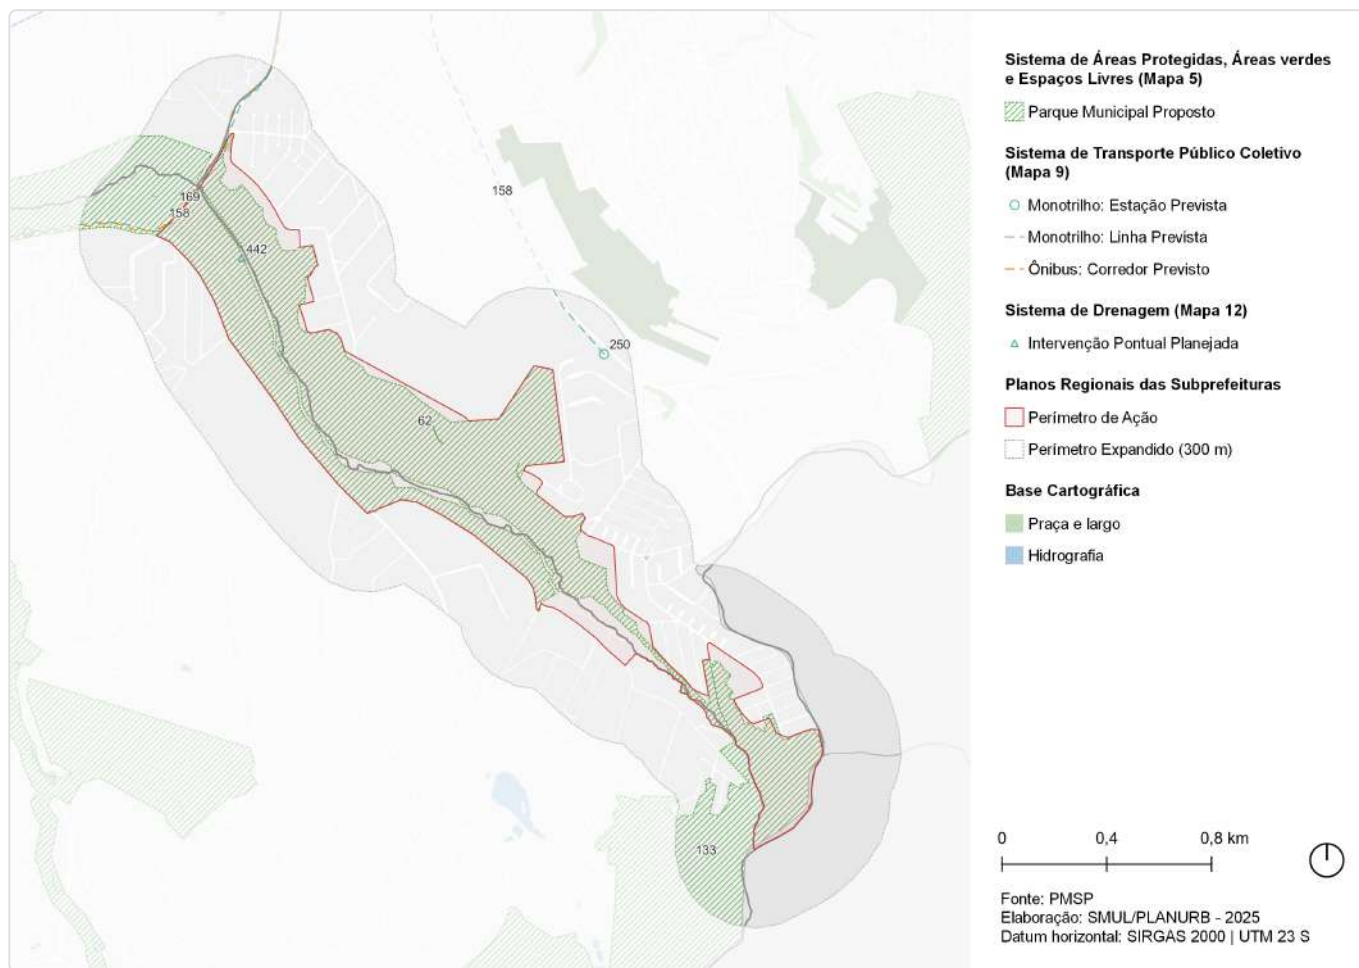 158
169
158
442
250
62
133
Sistema de Áreas Protegidas, Áreas verdes
e Espaços Livres (Mapa 5)
Parque Municipal Proposto
Sistema de Transporte Público Coletivo
(Mapa 9)
Monotrilho: Estação Prevista
Monotrilho: Linha Prevista
Ônibus: Corredor Previsto
Sistema de Drenagem (Mapa 12)
Intervenção Pontual Planejada
Planos Regionais das Subprefeituras
Perímetro de Ação
Perímetro Expandido (300 m)
Base Cartográfica
Praça e largo
Hidrografia
0 0,4 0,8 km
Fonte: PMSP
Elaboração: SMUL/PLANURB - 2025
Datum horizontal: SIRGAS 2000 | UTM 23 S